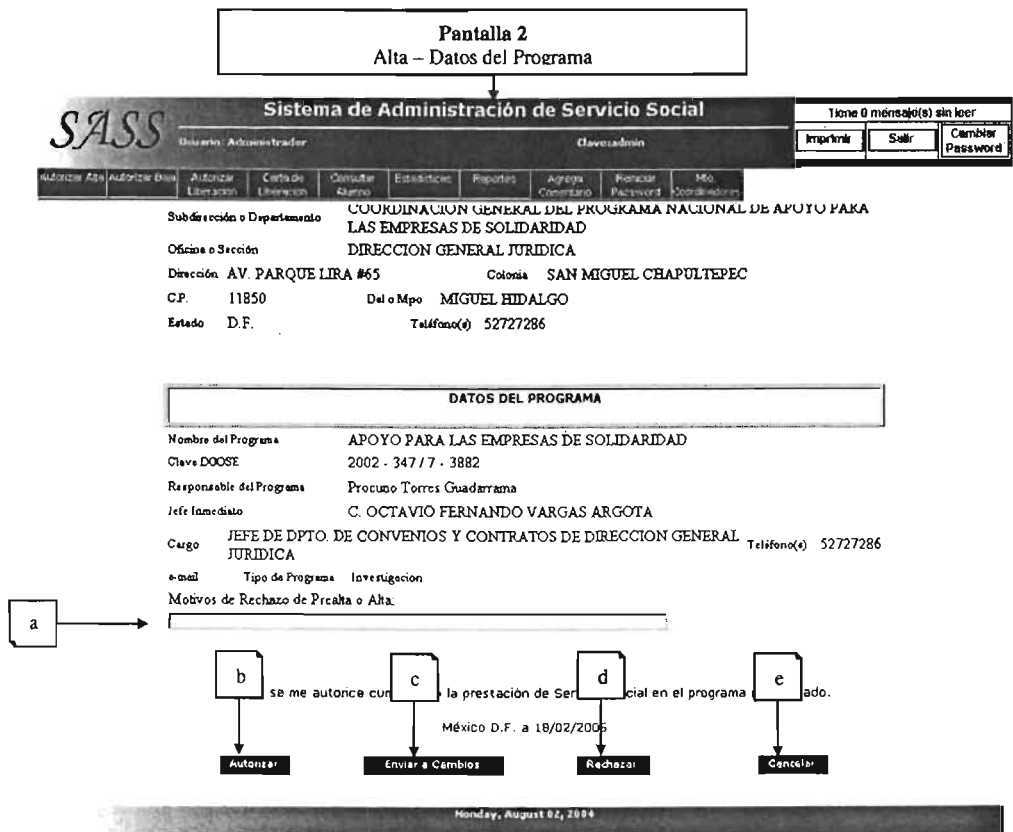 Pantalla 2
Alta – Datos del Programa
SASS
Sistema de Administración de Servicio Social
Usuario: Administrador
Clave:admin
Tiene 0 mensaje(s) sin leer
Imprimir
Salir
Cambiar Password
Autorizar Alta
Autorizar Baja
Autorizar Liberacion
Carta de Liberacion
Consultar Alumno
Estadisticas
Reportes
Agrega Comentario
Reiniciar Password
Mto. Coordinadores
Subdirección o Departamento COORDINACION GENERAL DEL PROGRAMA NACIONAL DE APOYO PARA
LAS EMPRESAS DE SOLIDARIDAD
Oficina o Sección DIRECCION GENERAL JURIDICA
Dirección AV. PARQUE LIRA #65 Colonia SAN MIGUEL CHAPULTEPEC
C.P. 11850 Del o Mpo MIGUEL HIDALGO
Estado D.F. Teléfono(s) 52727286
DATOS DEL PROGRAMA
Nombre del Programa APOYO PARA LAS EMPRESAS DE SOLIDARIDAD
Clave DGOSE 2002 - 347 / 7 - 3882
Responsable del Programa Procuno Torres Guadarrama
Jefe Inmediato C. OCTAVIO FERNANDO VARGAS ARGOTA
Cargo JEFE DE DPTO. DE CONVENIOS Y CONTRATOS DE DIRECCION GENERAL
JURIDICA
Teléfono(s) 52727286
e-mail Tipo de Programa Investigacion
Motivos de Rechazo de Prealta o Alta:
a
b
c
d
e
se me autorice cu la prestación de Ser cial en el programa ado.
México D.F. a 18/02/2005
Autorizar
Enviar a Cambios
Rechazar
Cancelar
Monday, August 02, 2004